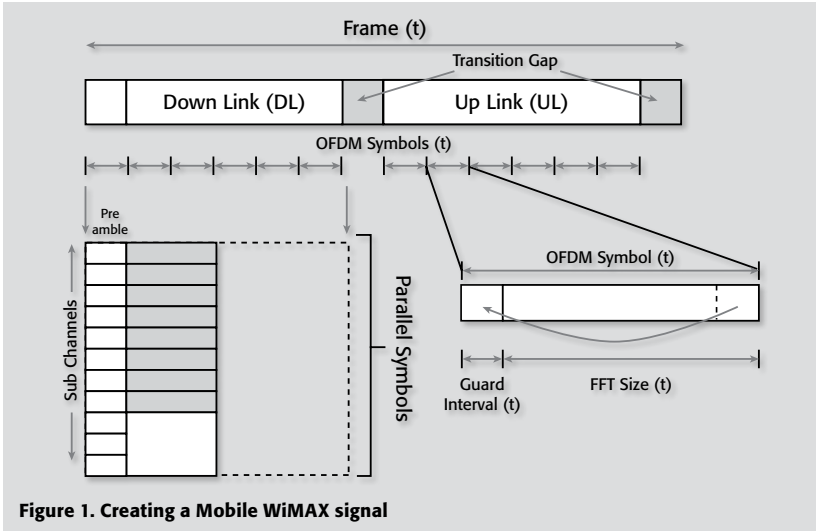 Frame (t)
Transition Gap
Down Link (DL)
Up Link (UL)
OFDM Symbols (t)
Pre
amble
OFDM Symbol (t)
Sub Channels
Parallel Symbols
Guard
Interval (t)
FFT Size (t)
Figure 1. Creating a Mobile WiMAX signal